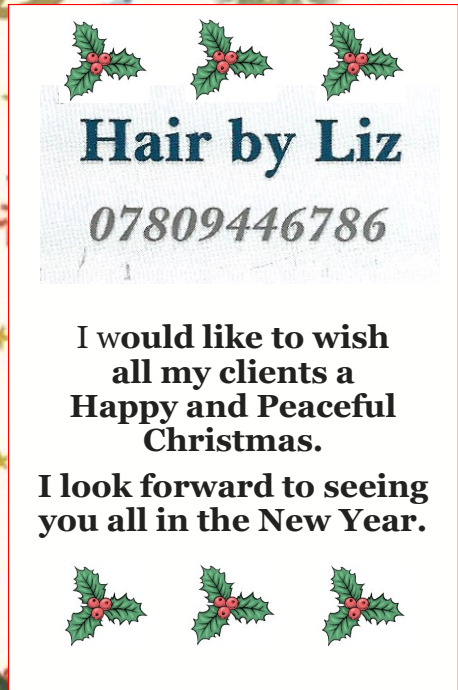 Hair by Liz
07809446786
I would like to wish
all my clients a
Happy and Peaceful
Christmas.
I look forward to seeing
you all in the New Year.